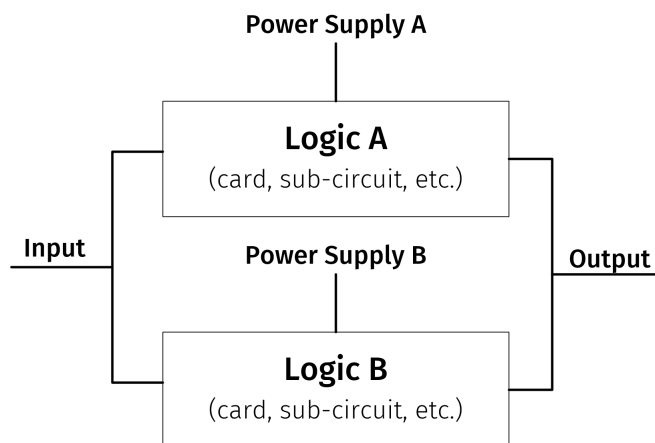 Power Supply A
Logic A
(card, sub-circuit, etc.)
Input
Power Supply B
Output
Logic B
(card, sub-circuit, etc.)